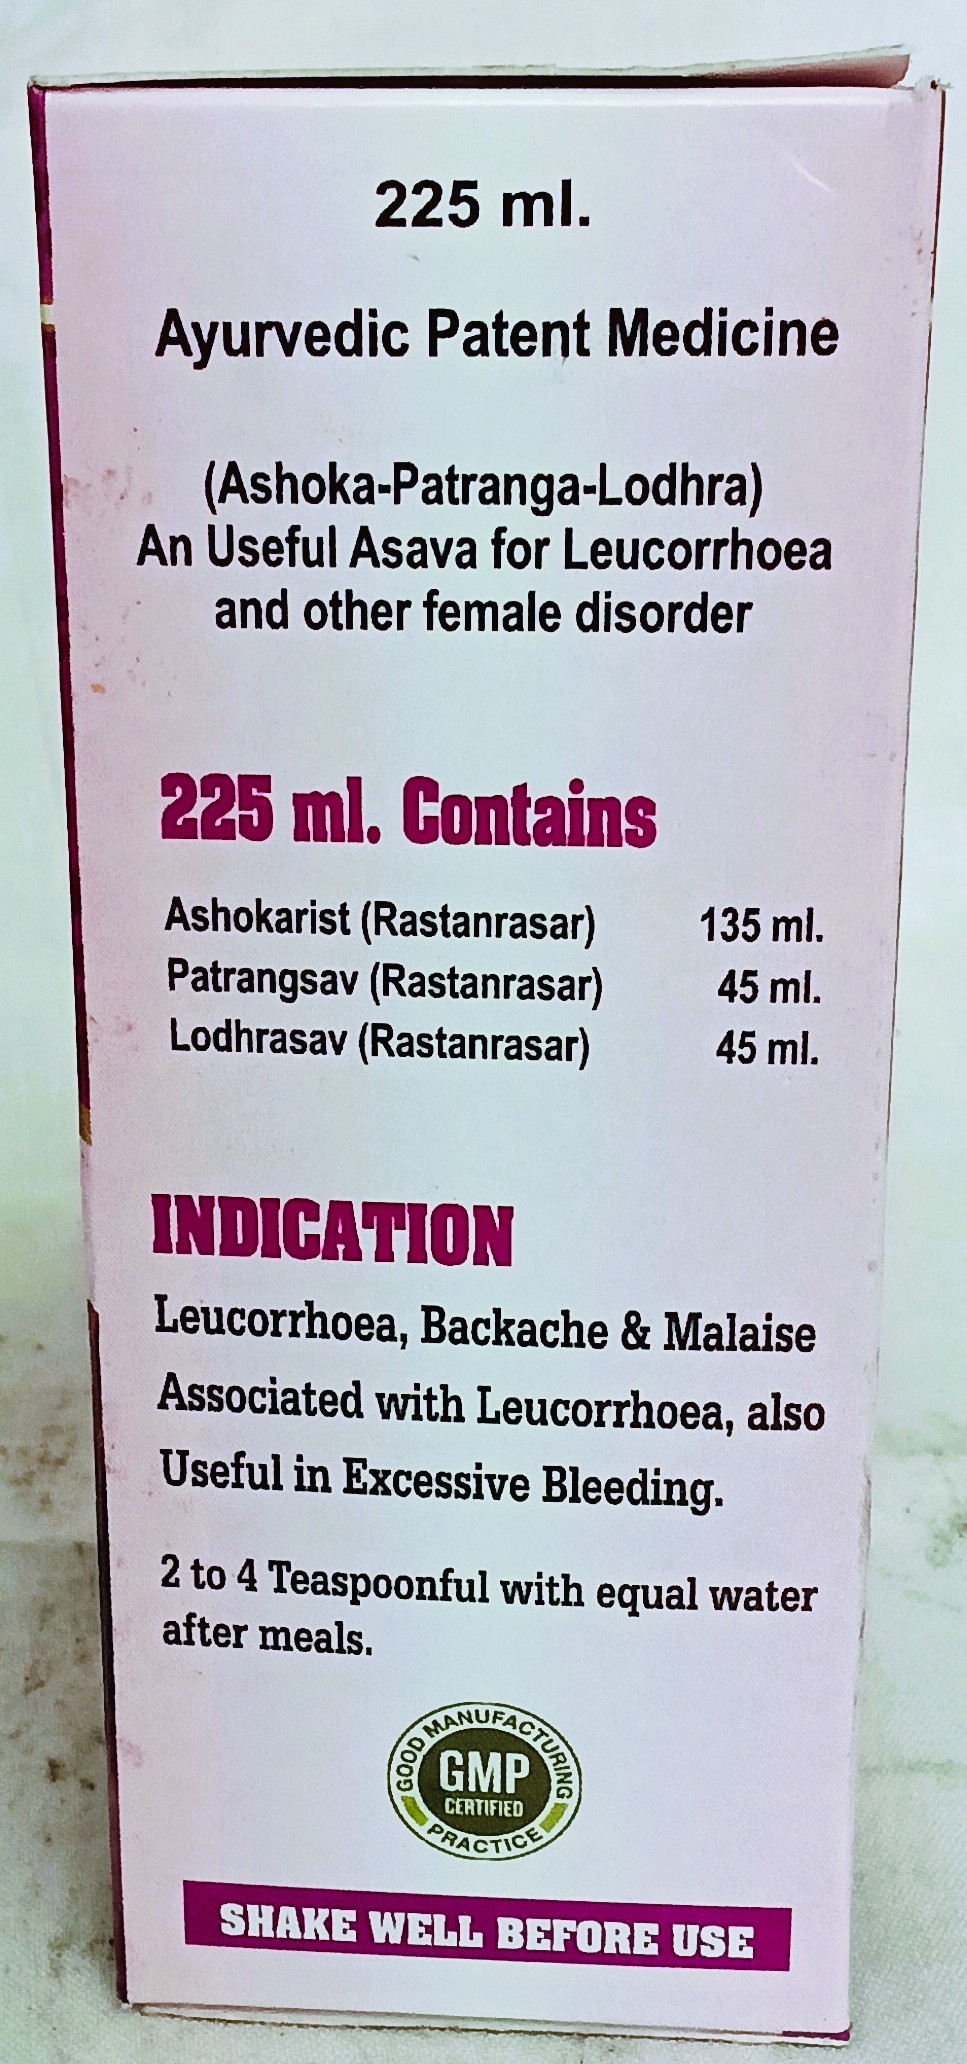 225 ml.
Ayurvedic Patent Medicine
(Ashoka-Patranga-Lodhra)
An Useful Asava for Leucorrhoea
and other female disorder
225 ml. Contains
Ashokarist (Rastanrasar) 135 ml.
Patrangsav (Rastanrasar) 45 ml.
Lodhrasav (Rastanrasar) 45 ml.
INDICATION
Leucorrhoea, Backache & Malaise
Associated with Leucorrhoea, also
Useful in Excessive Bleeding.
2 to 4 Teaspoonful with equal water
after meals.
GOOD MANUFACTURING
GMP
CERTIFIED
PRACTICE
SHAKE WELL BEFORE USE